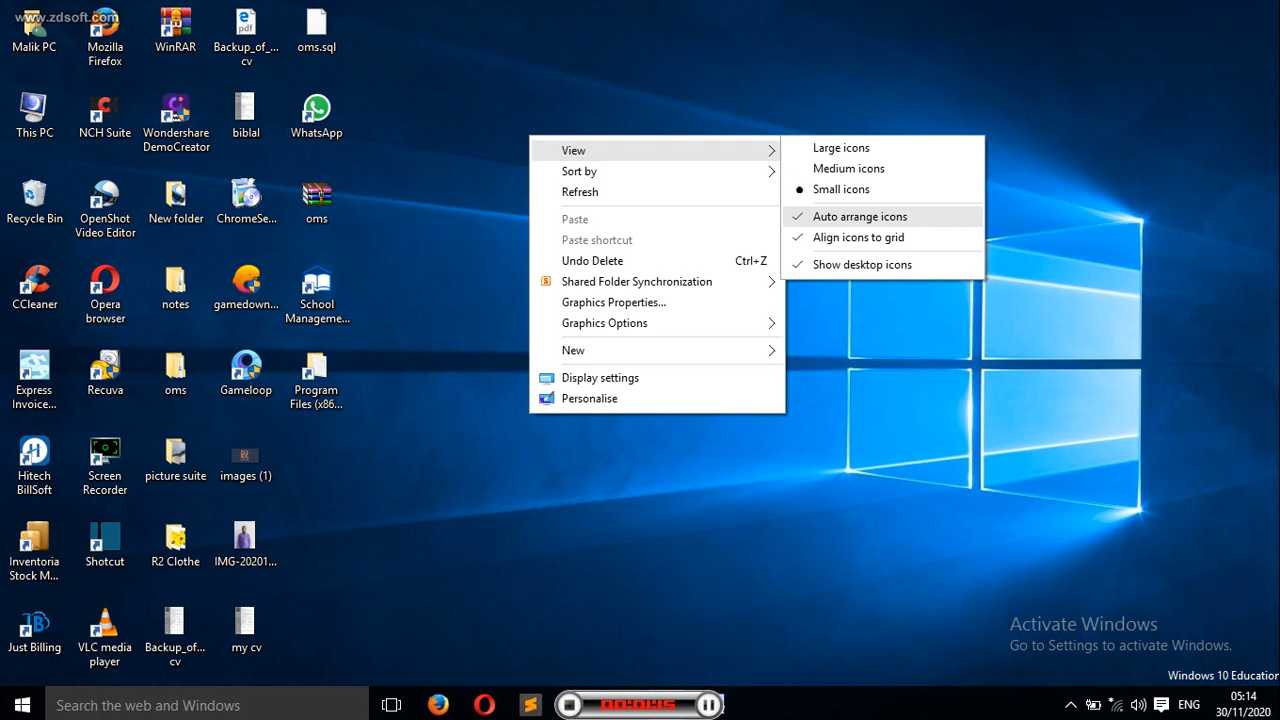 www.zdsoft.com
Malik PC
Mozilla
Firefox
WinRAR
Backup_of_...
cv
oms.sql
This PC
NCH Suite
Wondershare
DemoCreator
biblal
WhatsApp
Recycle Bin
OpenShot
Video Editor
New folder
ChromeSe...
oms
CCleaner
Opera
browser
notes
gamedown...
School
Manageme...
Express
Invoice...
Recuva
oms
Gameloop
Program
Files (x86...
Hitech
BillSoft
Screen
Recorder
picture suite
images (1)
Inventoria
Stock M...
Shotcut
R2 Clothe
IMG-20201...
Just Billing
VLC media
player
Backup_of...
cv
my cv
View
Sort by
Refresh
Paste
Paste shortcut
Undo Delete Ctrl+Z
Shared Folder Synchronization
Graphics Properties...
Graphics Options
New
Display settings
Personalise
Large icons
Medium icons
Small icons
Auto arrange icons
Align icons to grid
Show desktop icons
Activate Windows
Go to Settings to activate Windows.
Windows 10 Education
Search the web and Windows
ENG
05:14
30/11/2020